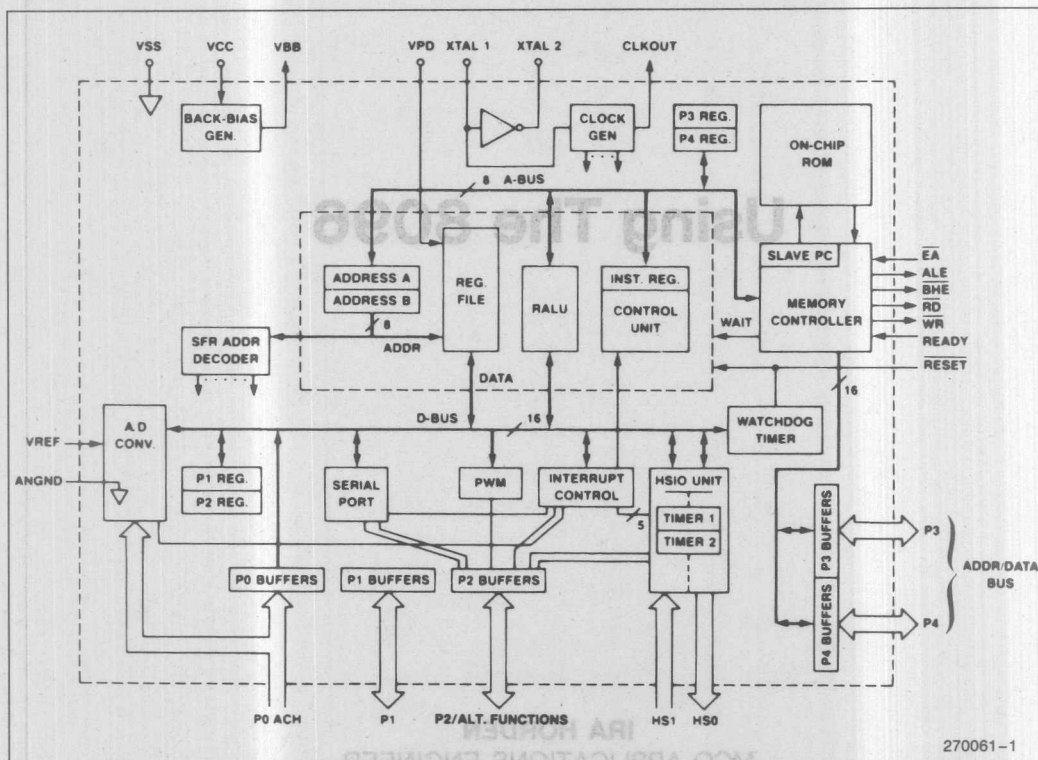 VSS VCC VBB VPD XTAL 1 XTAL 2 CLKOUT
BACK-BIAS
GEN.
CLOCK
GEN
P3 REG.
P4 REG.
ON-CHIP
ROM
8 A-BUS
Using The 8096
ADDRESS A
ADDRESS B
8
ADDR
REG.
FILE
RALU
INST. REG.
CONTROL
UNIT
SLAVE PC
MEMORY
CONTROLLER
WAIT
EA
ALE
BHE
RD
WR
READY
RESET
16
SFR ADDR
DECODER
DATA
D-BUS 16
WATCHDOG
TIMER
A.D
CONV.
VREF
ANGND
P1 REG.
P2 REG.
SERIAL
PORT
PWM
INTERRUPT
CONTROL
5
HSIO UNIT
TIMER 1
TIMER 2
P0 BUFFERS
P1 BUFFERS
P2 BUFFERS
P3 BUFFERS
P4 BUFFERS
P3
ADDR/DATA
BUS
P4
P0 ACH P1 P2/ALT. FUNCTIONS HS1 HS0
IRA HORDEN
MCO APPLICATIONS ENGINEER
270061-1